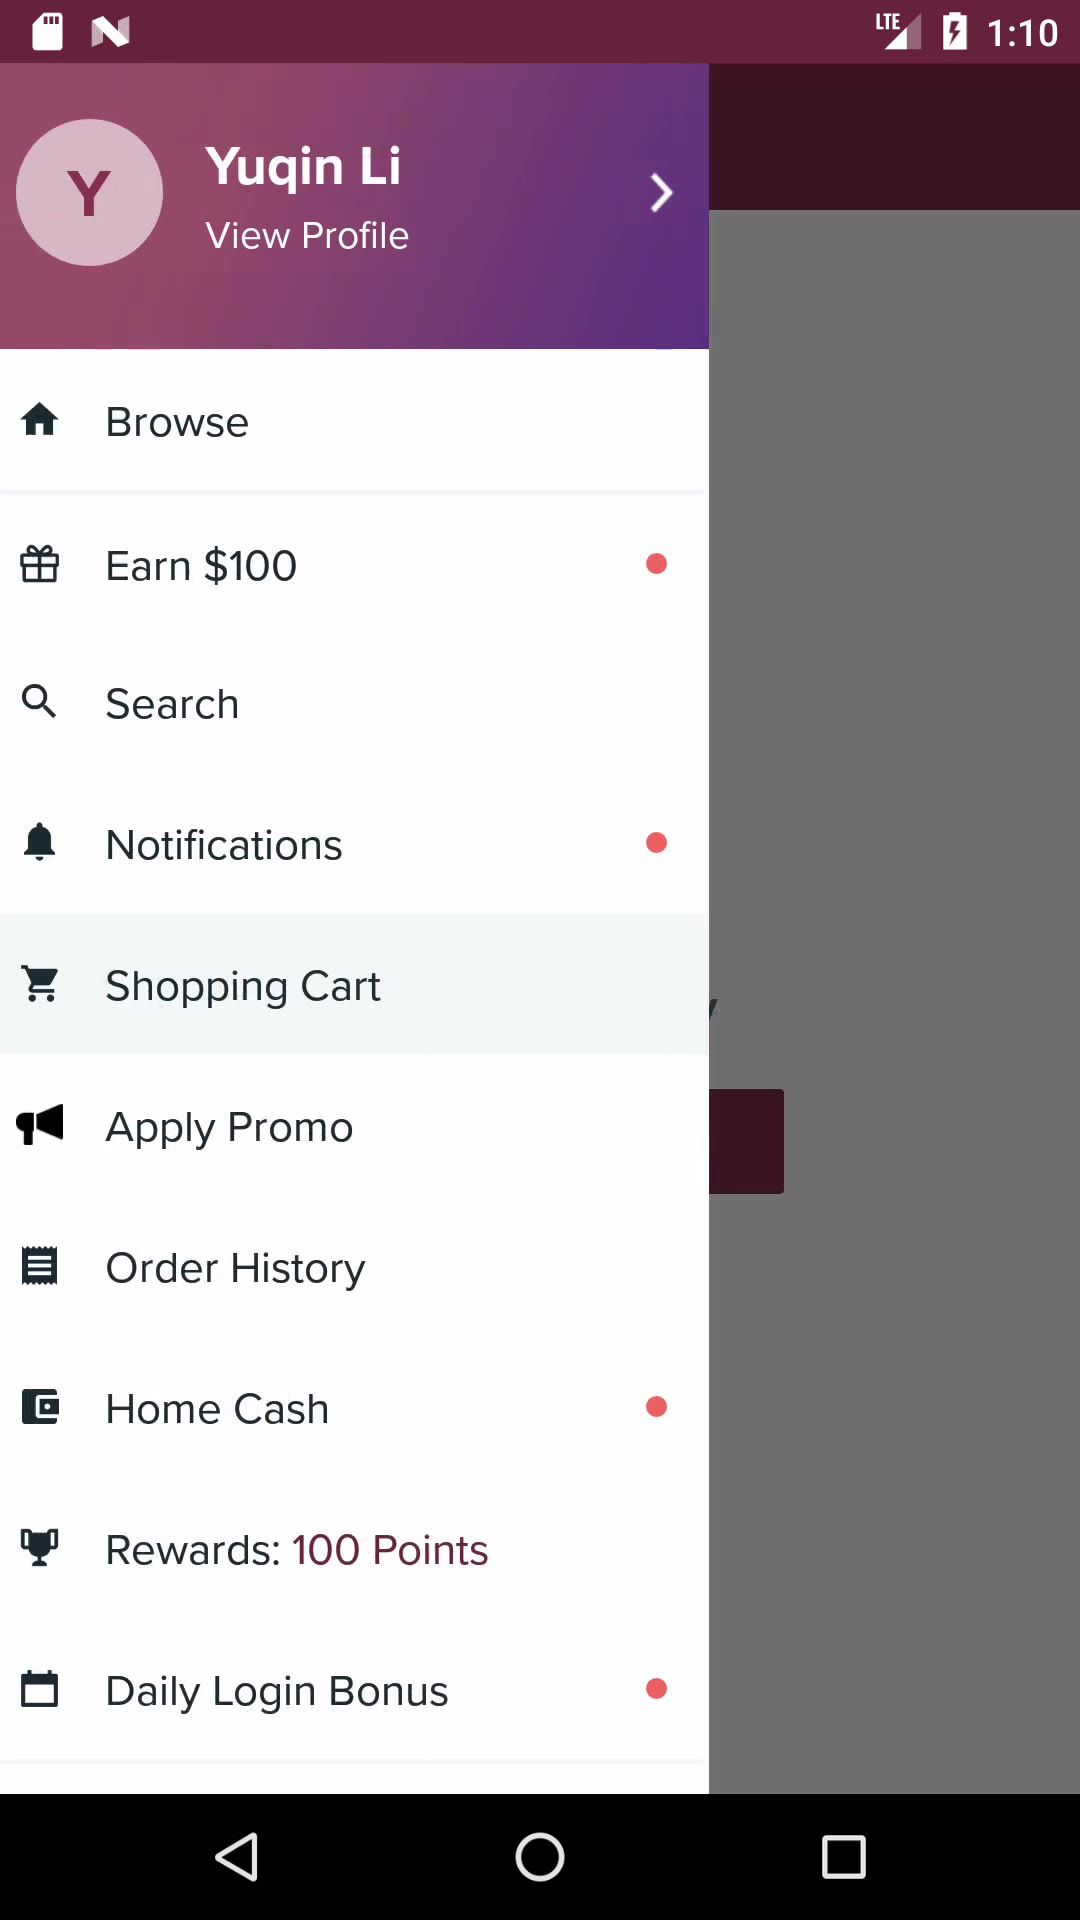 LTE 1:10
Y
Yuqin Li
View Profile
Browse
Earn $100
Search
Notifications
Shopping Cart
Apply Promo
Order History
Home Cash
Rewards: 100 Points
Daily Login Bonus